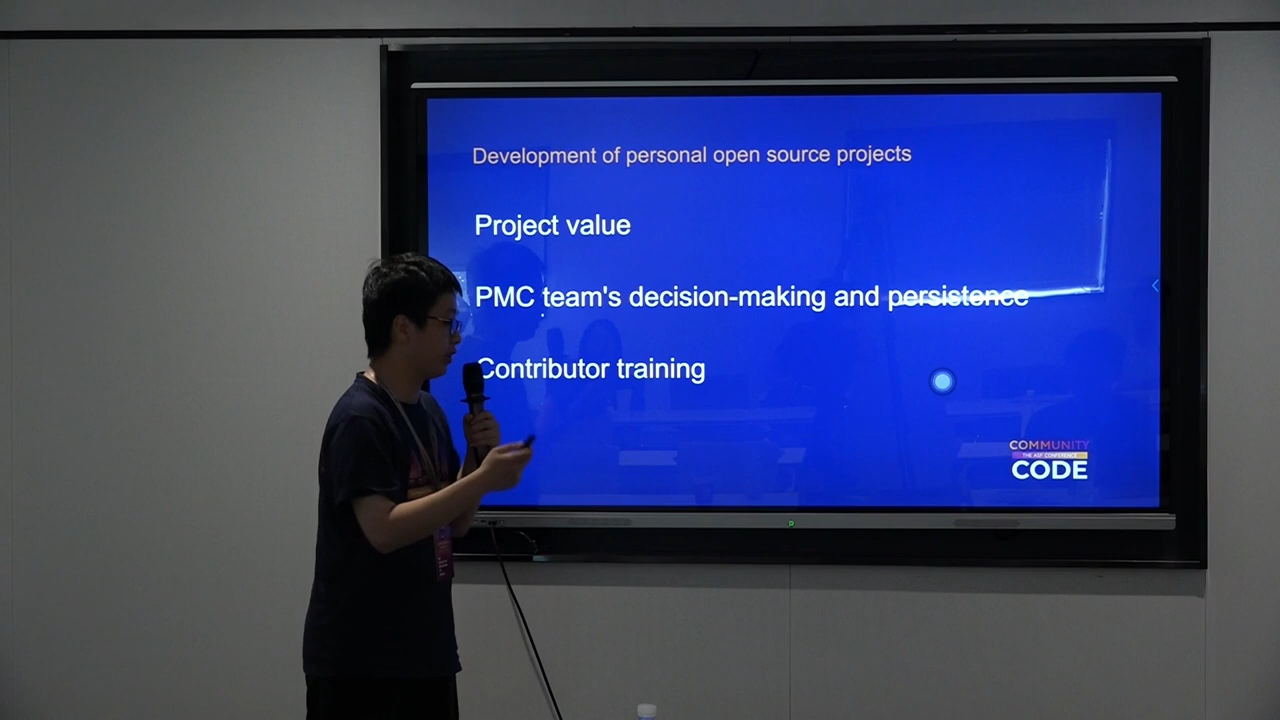 Development of personal open source projects
Project value
PMC team's decision-making and persistence
Contributor training
COMMUNITY
THE ASF CONFERENCE
CODE